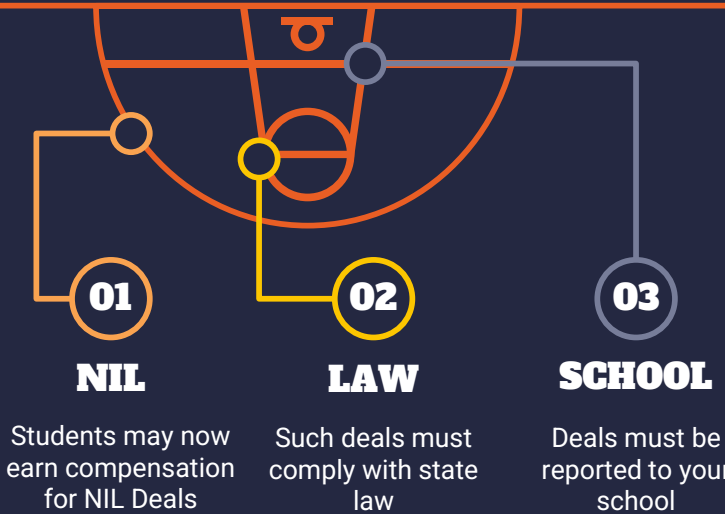 01
NIL
Students may now
earn compensation
for NIL Deals
02
LAW
Such deals must
comply with state
law
03
SCHOOL
Deals must be
reported to your
school